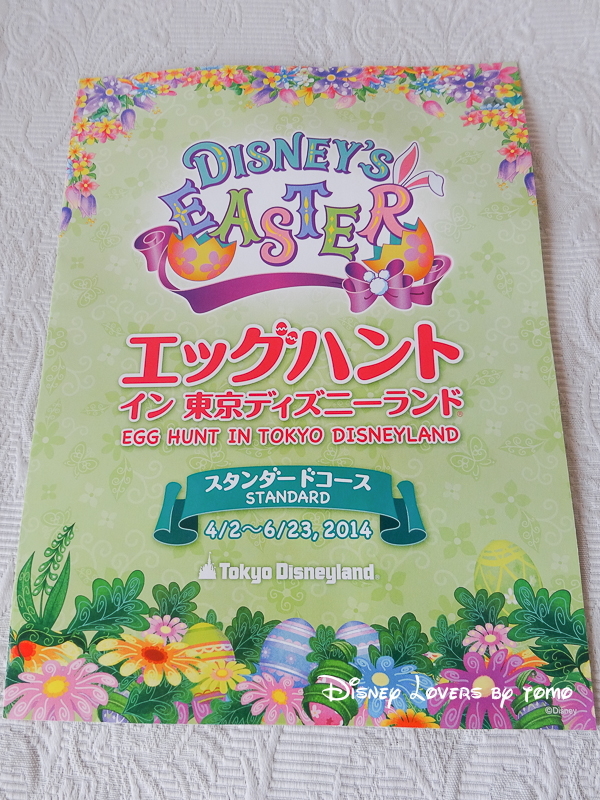 DISNEY'S
EASTER
エッグハント
イン 東京ディズニーランド
EGG HUNT IN TOKYO DISNEYLAND
スタンダードコース
STANDARD
4/2～6/23, 2014
Tokyo Disneyland
Disney Lovers by tomo
©Disney